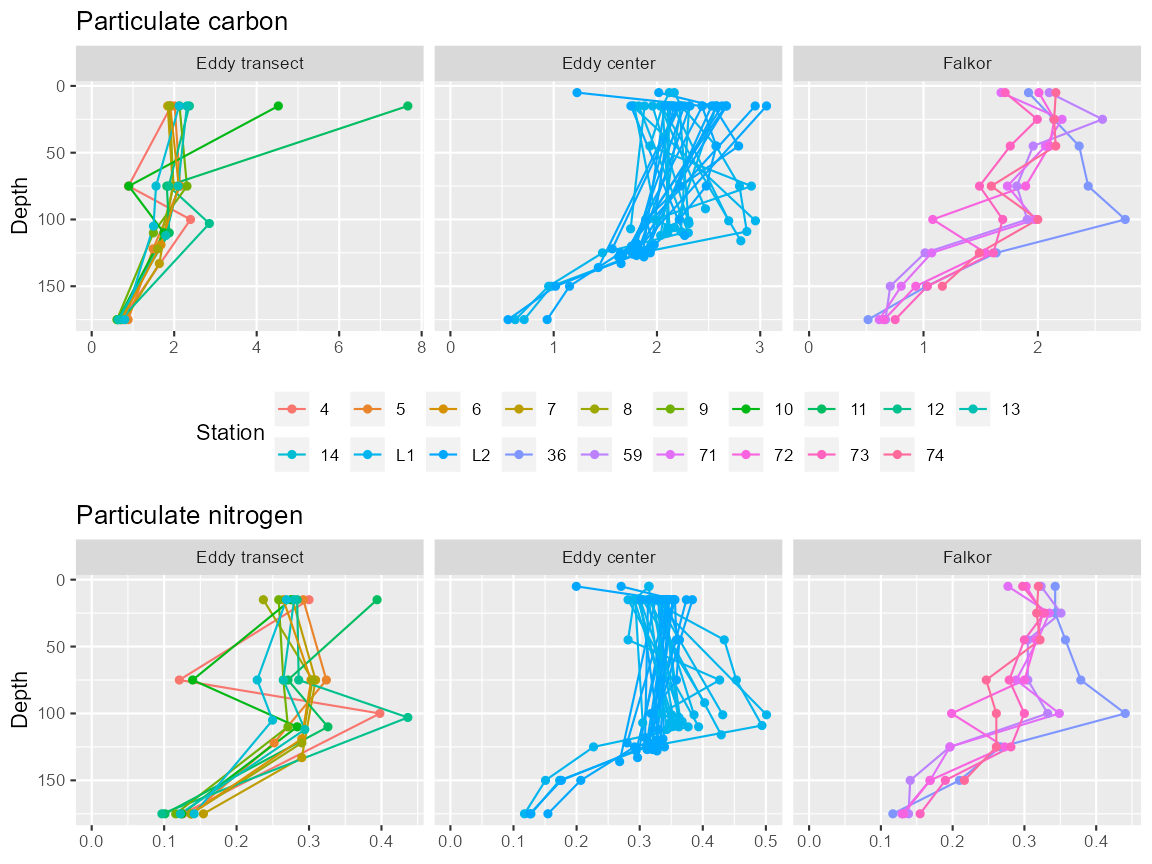 Particulate carbon
Eddy transect Eddy center Falkor
0
50
100
150
Depth
0 2 4 6 8 0 1 2 3 0 1 2
Station
4 5 6 7 8 9 10 11 12 13
14 L1 L2 36 59 71 72 73 74
Particulate nitrogen
Eddy transect Eddy center Falkor
0
50
100
150
Depth
0.0 0.1 0.2 0.3 0.4 0.0 0.1 0.2 0.3 0.4 0.5 0.0 0.1 0.2 0.3 0.4